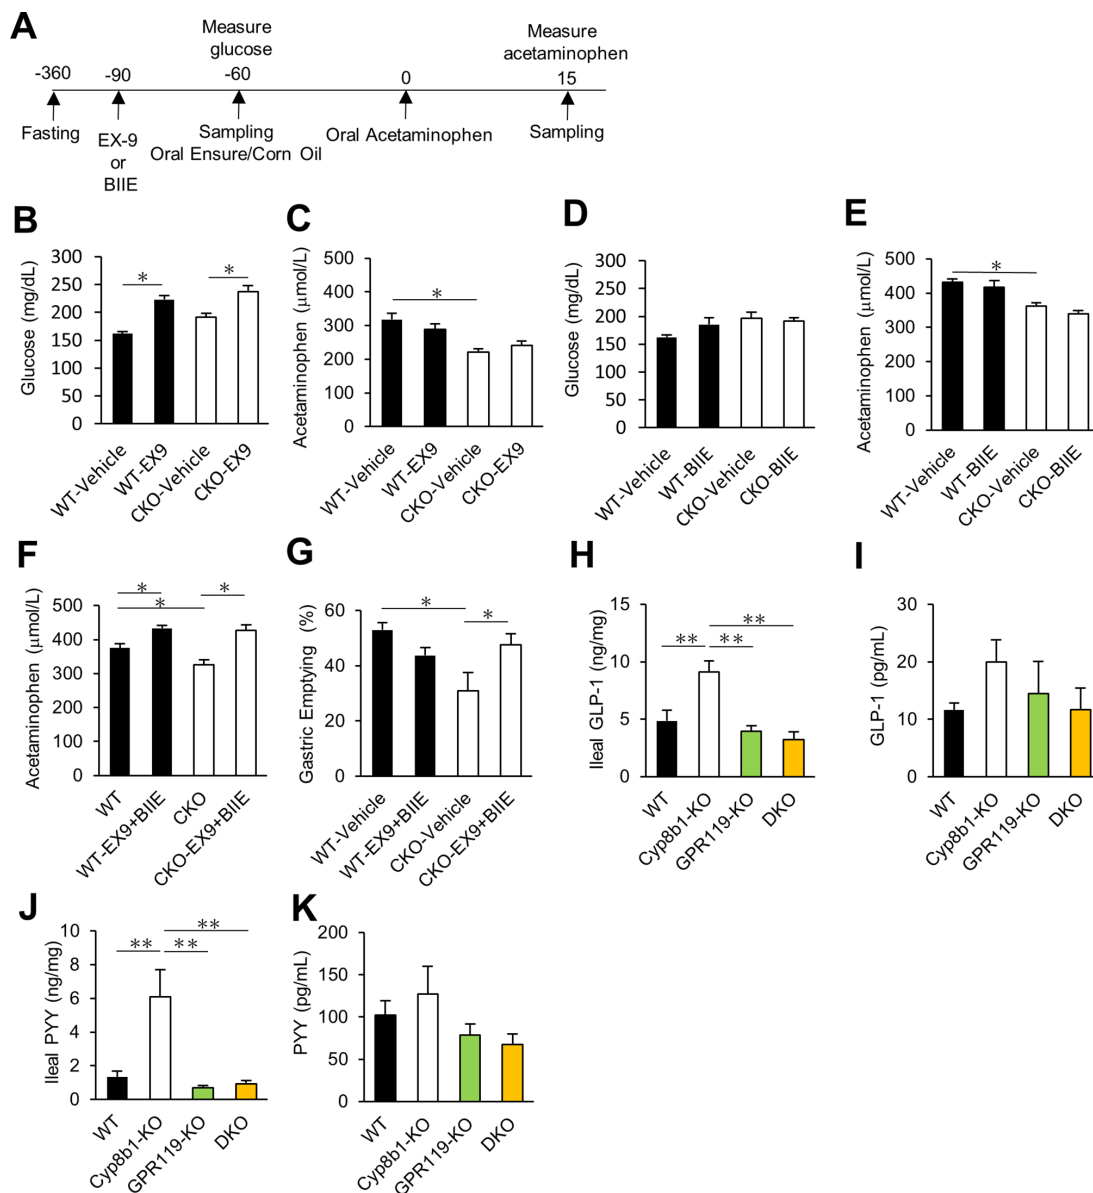 A
Measure
glucose
Measure
acetaminophen
-360
-90
-60
0
15
Fasting
EX-9
or
BIIE
Sampling
Oral Ensure/Corn Oil
Oral Acetaminophen
Sampling
B
Glucose (mg/dL)
300
250
200
150
100
50
0
*
*
WT-Vehicle
WT-EX9
CKO-Vehicle
CKO-EX9
C
Acetaminophen (μmol/L)
500
400
300
200
100
0
*
WT-Vehicle
WT-EX9
CKO-Vehicle
CKO-EX9
D
Glucose (mg/dL)
300
250
200
150
100
50
0
WT-Vehicle
WT-BIIE
CKO-Vehicle
CKO-BIIE
E
Acetaminophen (μmol/L)
500
400
300
200
100
0
*
WT-Vehicle
WT-BIIE
CKO-Vehicle
CKO-BIIE
F
Acetaminophen (μmol/L)
500
400
300
200
100
0
*
*
*
WT
WT-EX9+BIIE
CKO
CKO-EX9+BIIE
G
Gastric Emptying (%)
60
40
20
0
*
*
WT-Vehicle
WT-EX9+BIIE
CKO-Vehicle
CKO-EX9+BIIE
H
Ileal GLP-1 (ng/mg)
15
10
5
0
**
**
**
WT
Cyp8b1-KO
GPR119-KO
DKO
I
GLP-1 (pg/mL)
30
20
10
0
WT
Cyp8b1-KO
GPR119-KO
DKO
J
Ileal PYY (ng/mg)
10
8
6
4
2
0
**
**
**
WT
Cyp8b1-KO
GPR119-KO
DKO
K
PYY (pg/mL)
200
150
100
50
0
WT
Cyp8b1-KO
GPR119-KO
DKO